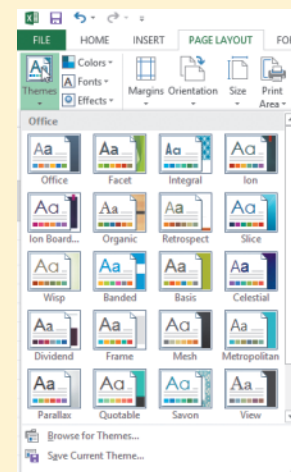 FILE HOME INSERT PAGE LAYOUT FO
Colors
Fonts
Effects
Themes Margins Orientation Size Print
Area
Office
Aa Aa Aa Aa
Office Facet Integral Ion
Aa Aa Aa Aa
Ion Board... Organic Retrospect Slice
Aa Aa Aa Aa
Wisp Banded Basis Celestial
Aa Aa Aa Aa
Dividend Frame Mesh Metropolitan
Aa Aa Aa Aa
Parallax Quotable Savon View
Browse for Themes...
Save Current Theme...